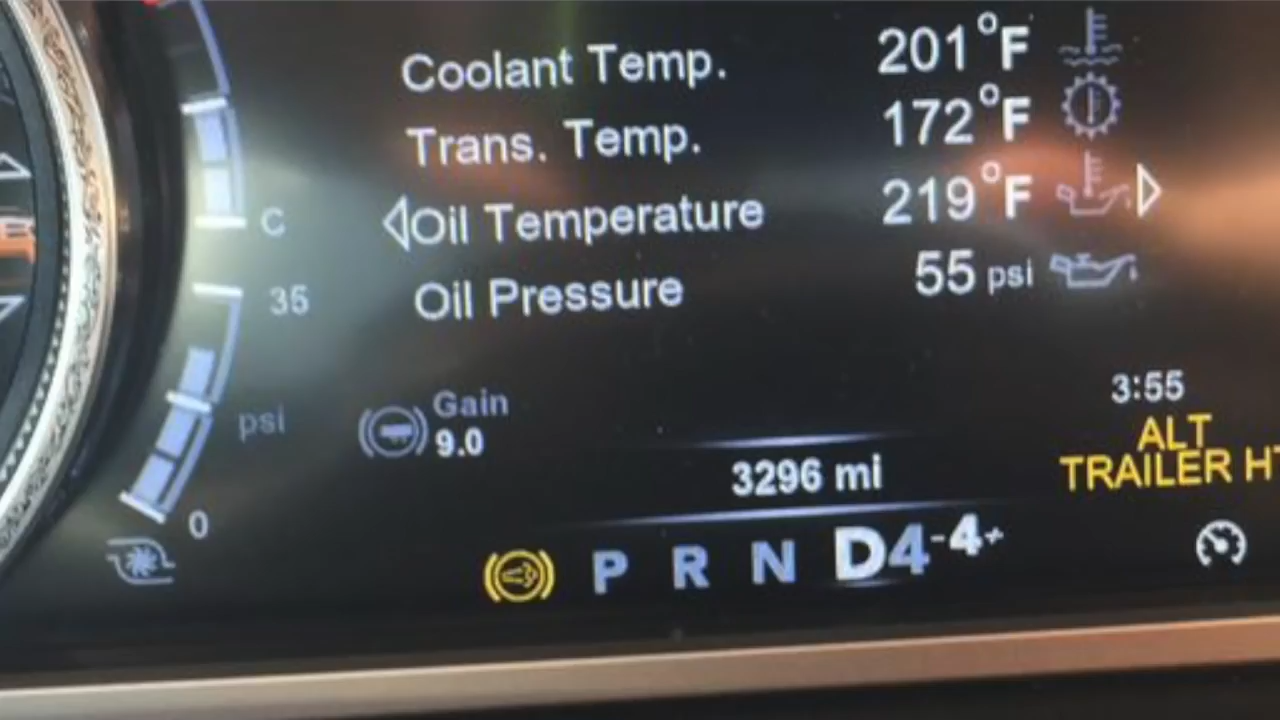 Coolant Temp. 201°F
Trans. Temp. 172°F
Oil Temperature 219°F
Oil Pressure 55 psi
C
35
psi
0
Gain
9.0
3296 mi
3:55
ALT
TRAILER
P R N D4-4+